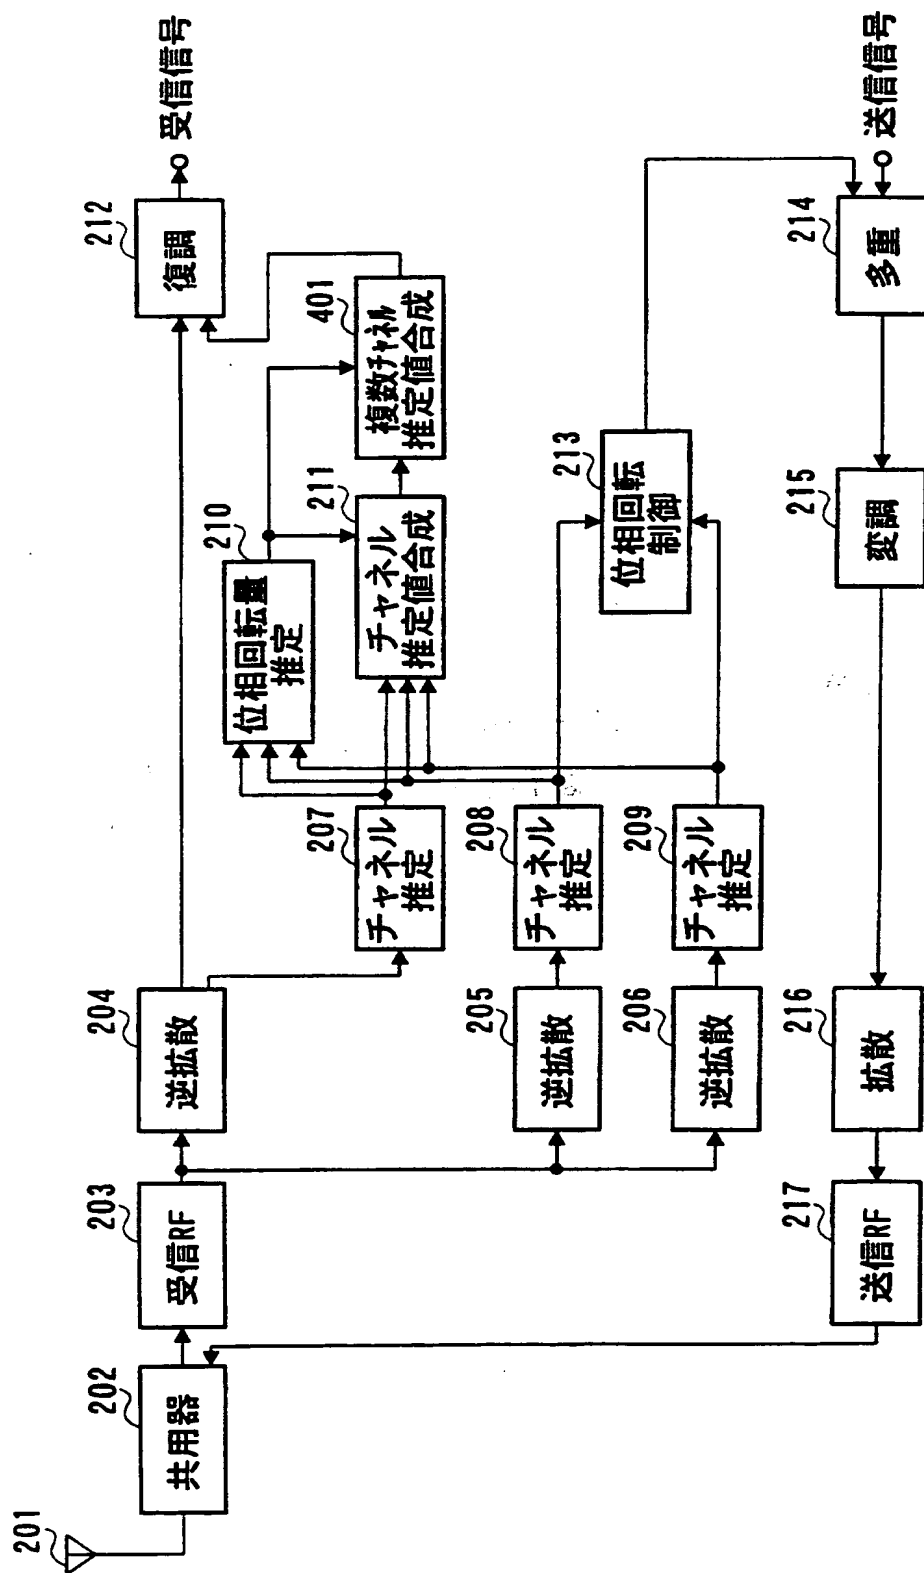 201
202
共用器
203
受信RF
204
逆拡散
205
逆拡散
206
逆拡散
207
チャネル
推定
208
チャネル
推定
209
チャネル
推定
210
位相回転量
推定
211
チャネル
推定値合成
401
複数チャネル
推定値合成
212
復調
受信信号
213
位相回転
制御
送信信号
214
多重
215
変調
216
拡散
217
送信RF